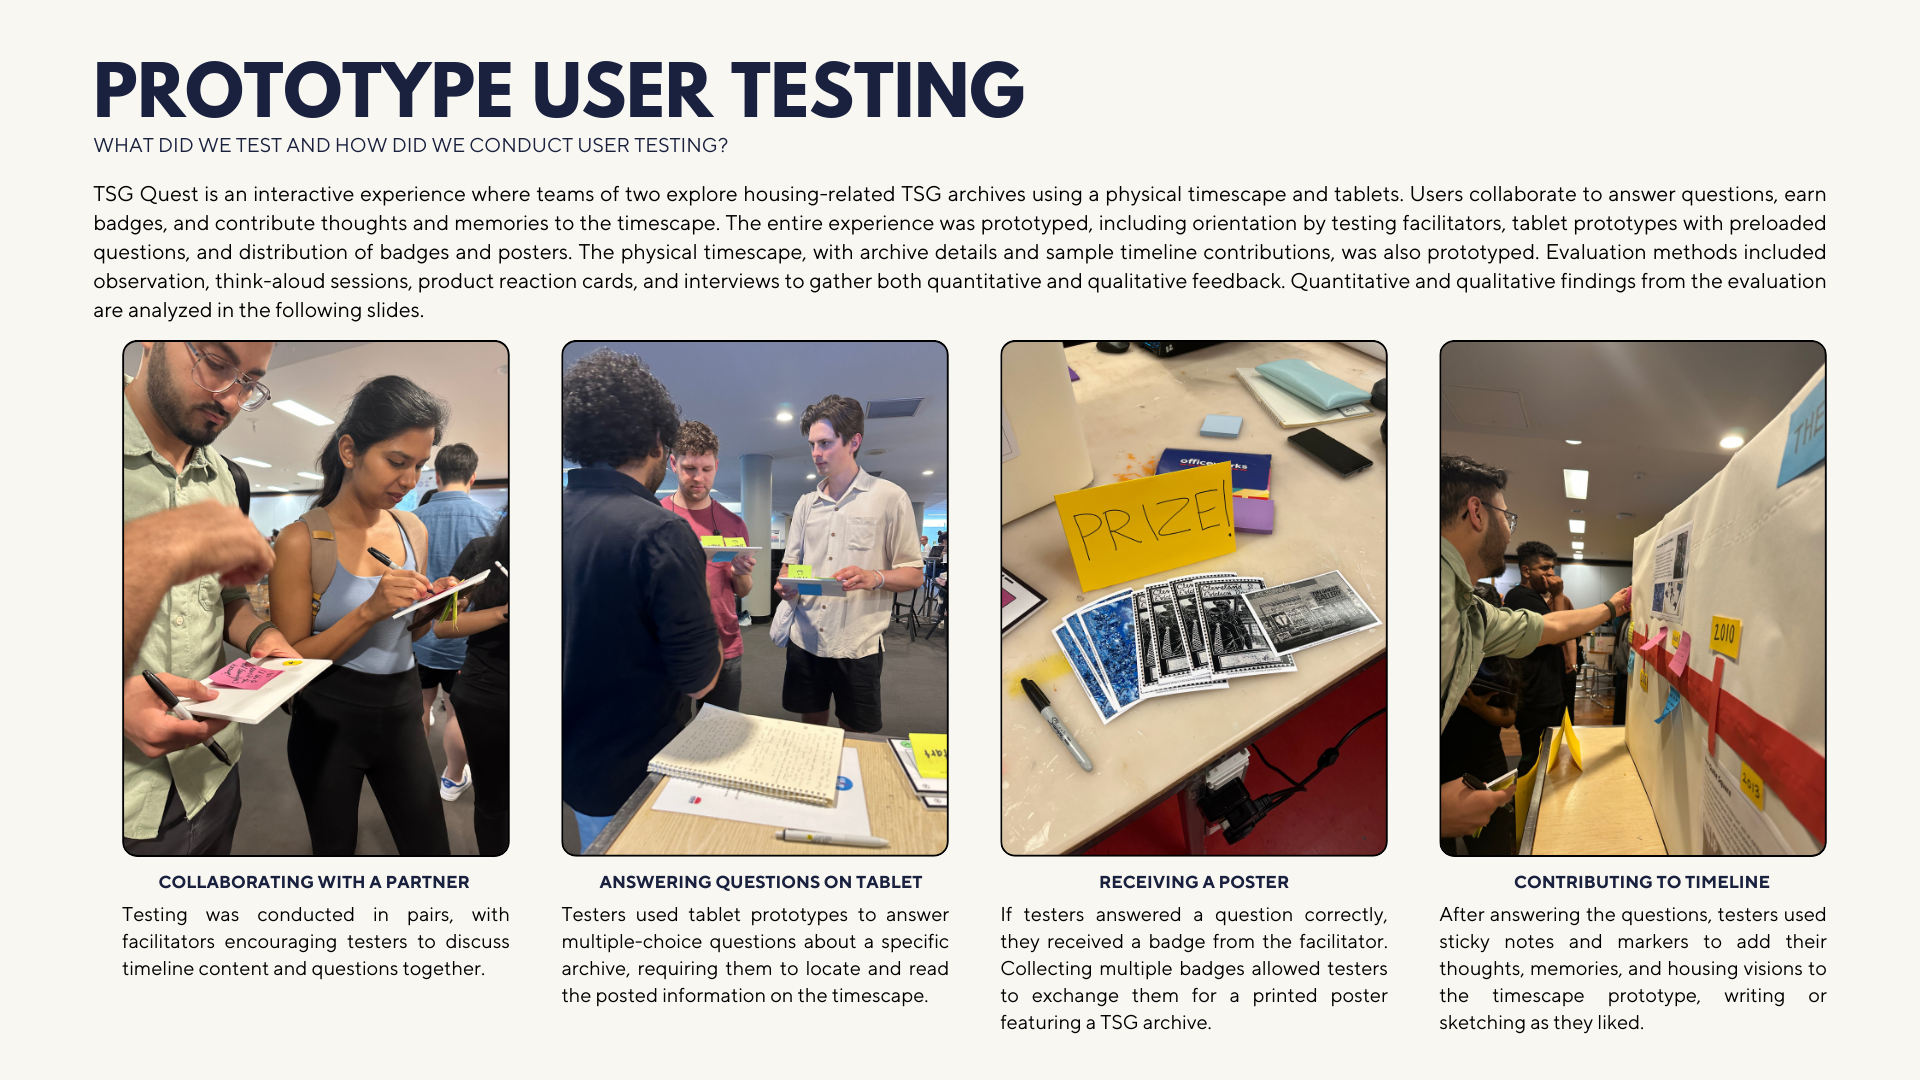 PROTOTYPE USER TESTING
WHAT DID WE TEST AND HOW DID WE CONDUCT USER TESTING?
TSG Quest is an interactive experience where teams of two explore housing-related TSG archives using a physical timescape and tablets. Users collaborate to answer questions, earn
badges, and contribute thoughts and memories to the timescape. The entire experience was prototyped, including orientation by testing facilitators, tablet prototypes with preloaded
questions, and distribution of badges and posters. The physical timescape, with archive details and sample timeline contributions, was also prototyped. Evaluation methods included
observation, think-aloud sessions, product reaction cards, and interviews to gather both quantitative and qualitative feedback. Quantitative and qualitative findings from the evaluation
are analyzed in the following slides.
officeworks
PRIZE!
THE
2010
2013
COLLABORATING WITH A PARTNER
Testing was conducted in pairs, with
facilitators encouraging testers to discuss
timeline content and questions together.
ANSWERING QUESTIONS ON TABLET
Testers used tablet prototypes to answer
multiple-choice questions about a specific
archive, requiring them to locate and read
the posted information on the timescape.
RECEIVING A POSTER
If testers answered a question correctly,
they received a badge from the facilitator.
Collecting multiple badges allowed testers
to exchange them for a printed poster
featuring a TSG archive.
CONTRIBUTING TO TIMELINE
After answering the questions, testers used
sticky notes and markers to add their
thoughts, memories, and housing visions to
the timescape prototype, writing or
sketching as they liked.